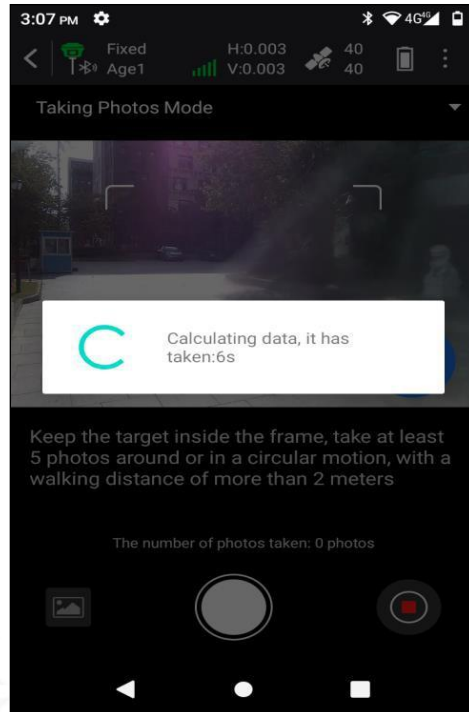 3:07 PM 4G 4G
Fixed H:0.003 40
Age1 V:0.003 40
Taking Photos Mode
Calculating data, it has
taken:6s
Keep the target inside the frame, take at least
5 photos around or in a circular motion, with a
walking distance of more than 2 meters
The number of photos taken: 0 photos